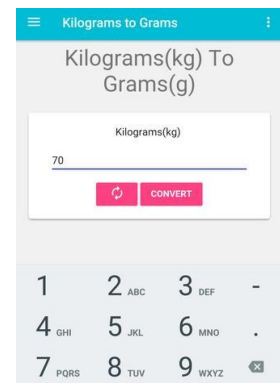 Kilograms to Grams
Kilograms(kg) To
Grams(g)
Kilograms(kg)
70
CONVERT
1 2 ABC 3 DEF -
4 GHI 5 JKL 6 MNO .
7 PQRS 8 TUV 9 WXYZ